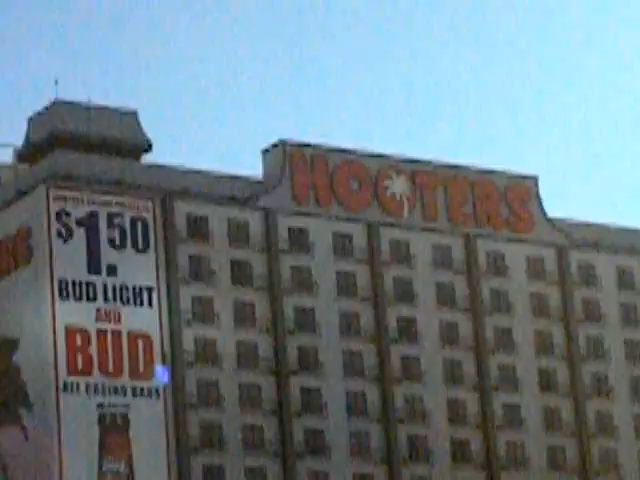 HOOTERS
$1.50
BUD LIGHT
AND
BUD
ALL CASINO BARS